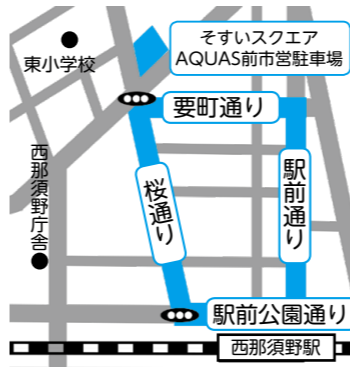 そすいスクエア
AQUAS前市営駐車場
東小学校
要町通り
西那須野庁舎
桜通り
駅前通り
駅前公園通り
西那須野駅